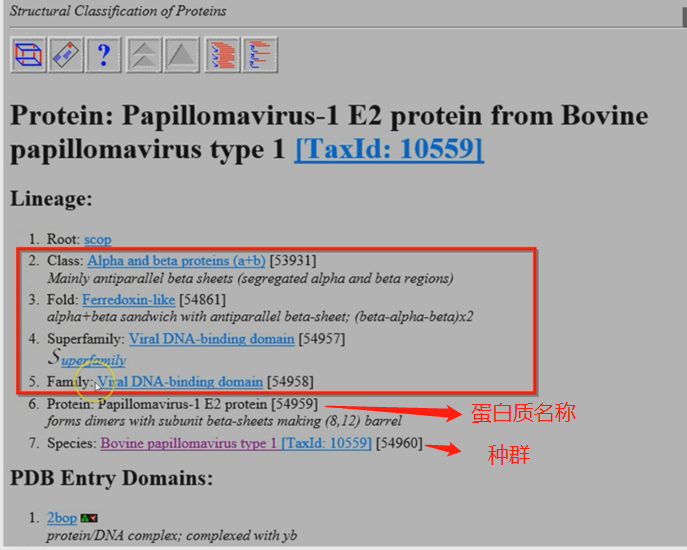 Structural Classification of Proteins
?
Protein: Papillomavirus-1 E2 protein from Bovine
papillomavirus type 1 [TaxId: 10559]
Lineage:
1. Root: scop
2. Class: Alpha and beta proteins (a+b) [53931]
Mainly antiparallel beta sheets (segregated alpha and beta regions)
3. Fold: Ferredoxin-like [54861]
alpha+beta sandwich with antiparallel beta-sheet; (beta-alpha-beta)x2
4. Superfamily: Viral DNA-binding domain [54957]
Superfamily
5. Family: Viral DNA-binding domain [54958]
6. Protein: Papillomavirus-1 E2 protein [54959] 蛋白质名称
forms dimers with subunit beta-sheets making (8,12) barrel
7. Species: Bovine papillomavirus type 1 [TaxId: 10559] [54960] 种群
PDB Entry Domains:
1. 2bop
protein/DNA complex; complexed with yb